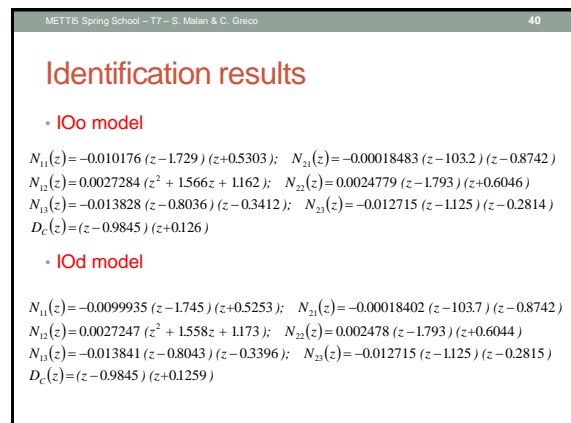 METTI5 Spring School – T7 – S. Malan & C. Greco 40
Identification results
• IOo model
N₁₁(z) = −0.010176 (z−1.729) (z+0.5303); N₂₁(z) = −0.00018483 (z−103.2) (z−0.8742)
N₁₂(z) = 0.0027284 (z² + 1.566z + 1.162); N₂₂(z) = 0.0024779 (z−1.793) (z+0.6046)
N₁₃(z) = −0.013828 (z−0.8036) (z−0.3412); N₂₃(z) = −0.012715 (z−1.125) (z−0.2814)
D_C(z) = (z−0.9845) (z+0.126)
• IOd model
N₁₁(z) = −0.0099935 (z−1.745) (z+0.5253); N₂₁(z) = −0.00018402 (z−103.7) (z−0.8742)
N₁₂(z) = 0.0027247 (z² + 1.558z + 1.173); N₂₂(z) = 0.002478 (z−1.793) (z+0.6044)
N₁₃(z) = −0.013841 (z−0.8043) (z−0.3396); N₂₃(z) = −0.012715 (z−1.125) (z−0.2815)
D_C(z) = (z−0.9845) (z+0.1259)